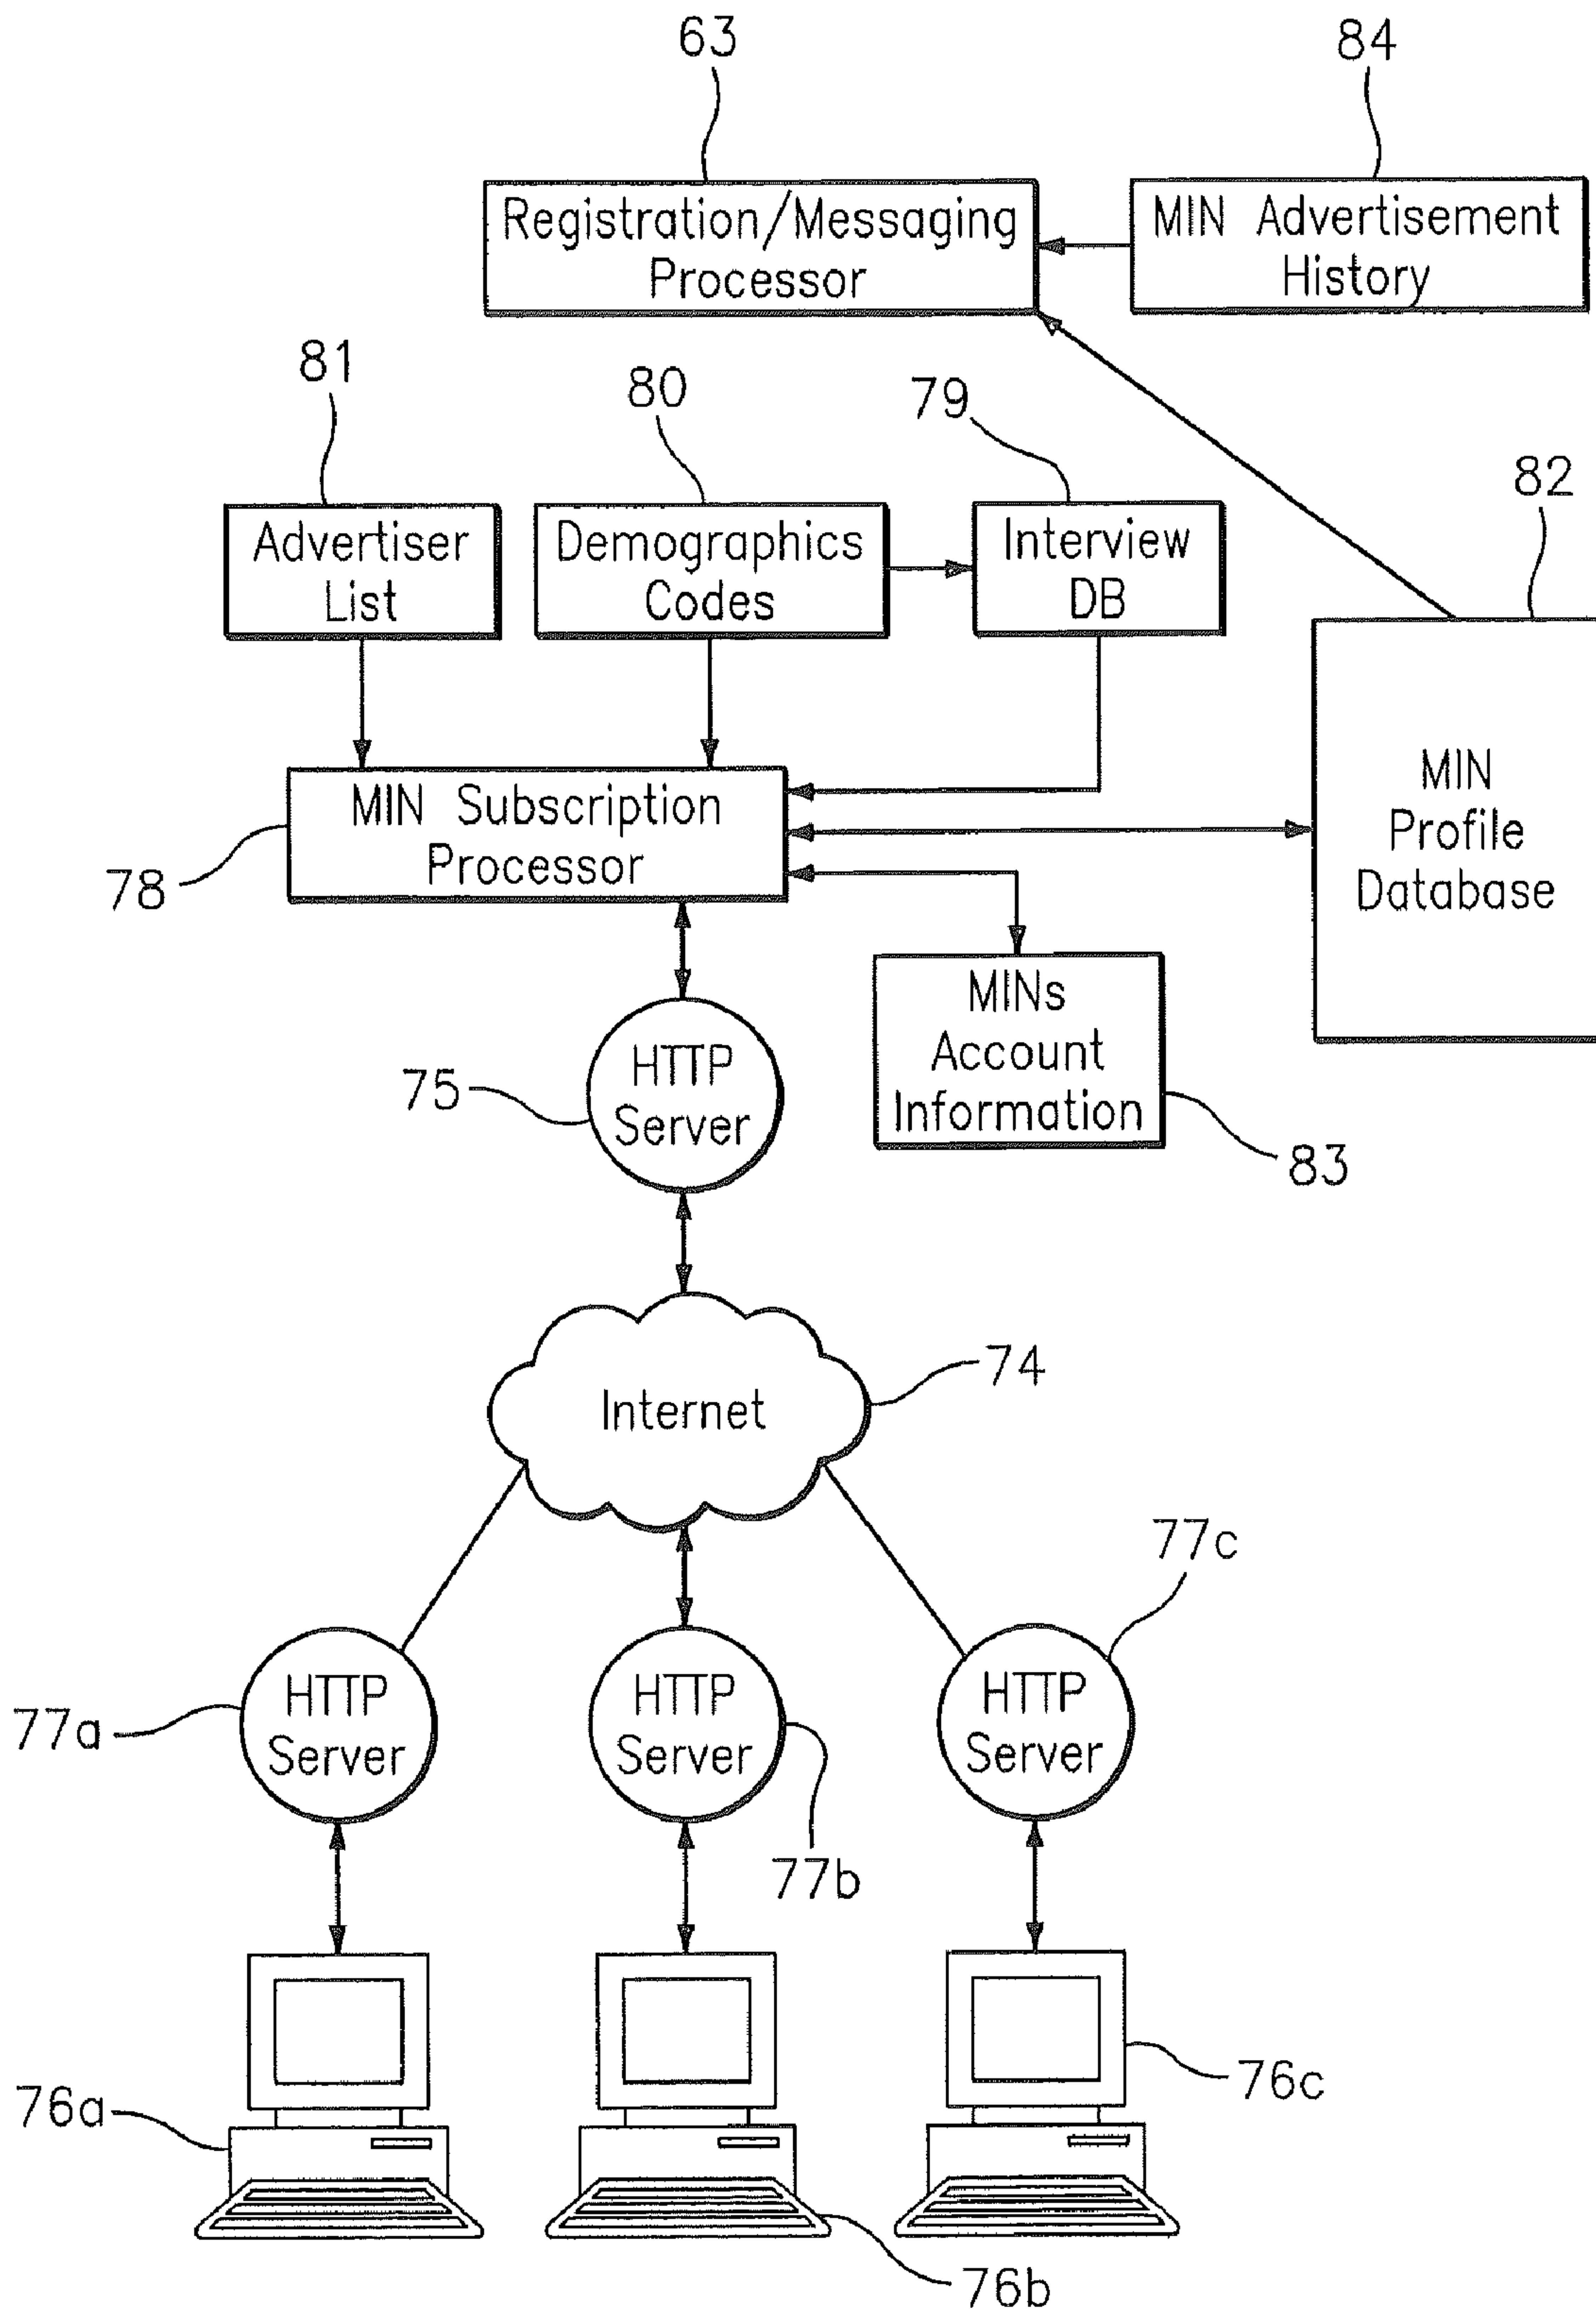 63
84
Registration/Messaging
Processor
MIN Advertisement
History
81
80
79
82
Advertiser
List
Demographics
Codes
Interview
DB
MIN Subscription
Processor
78
MIN
Profile
Database
MINs
Account
Information
83
HTTP
Server
75
Internet
74
77c
HTTP
Server
77a
HTTP
Server
77b
HTTP
Server
76a
76c
76b